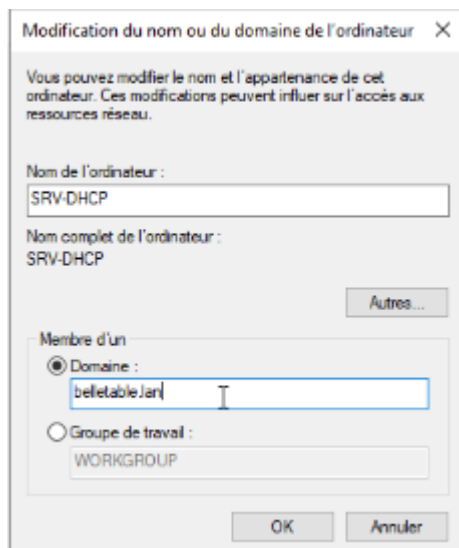 Modification du nom ou du domaine de l'ordinateur
Vous pouvez modifier le nom et l'appartenance de cet
ordinateur. Ces modifications peuvent influer sur l'accès aux
ressources réseau.
Nom de l'ordinateur :
SRV-DHCP
Nom complet de l'ordinateur :
SRV-DHCP
Autres...
Membre d'un
Domaine :
belletable.lan
Groupe de travail :
WORKGROUP
OK Annuler